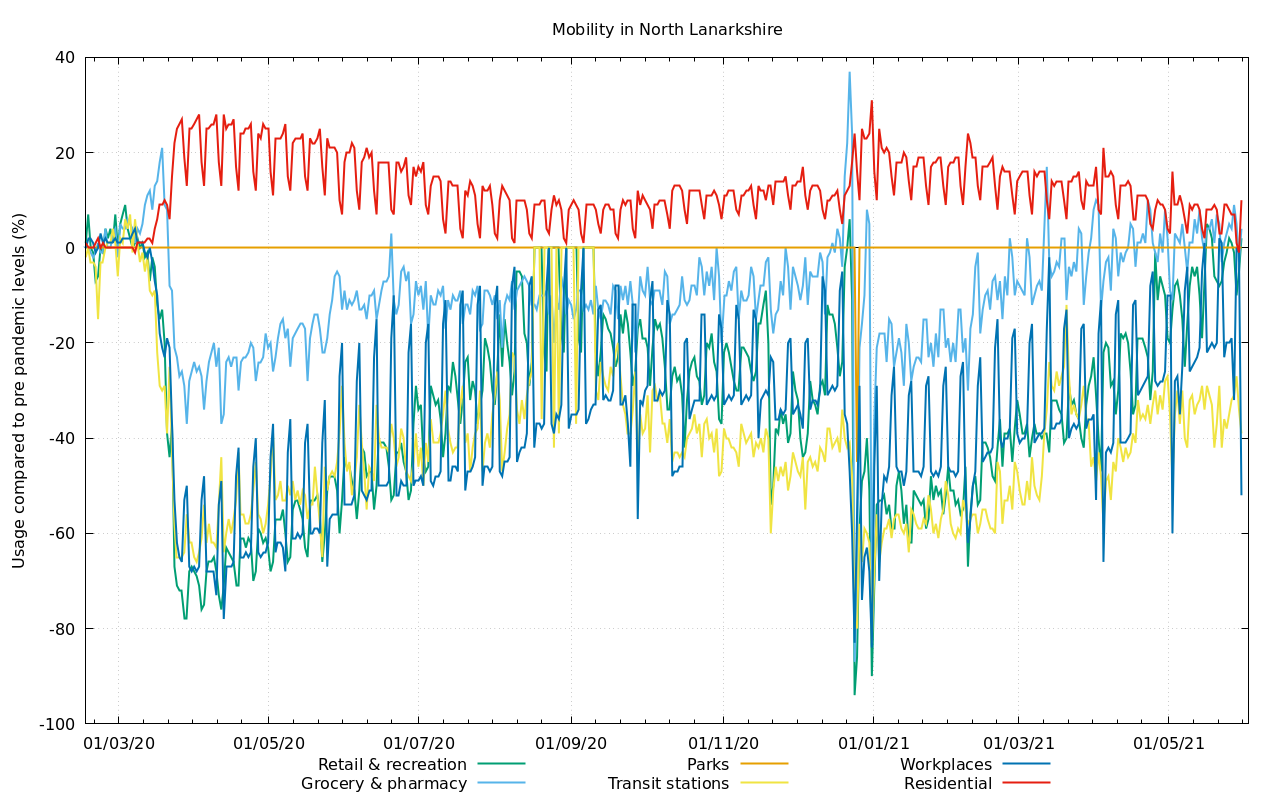 Mobility in North Lanarkshire
Usage compared to pre pandemic levels (%)
40
20
0
-20
-40
-60
-80
-100
01/03/20 01/05/20 01/07/20 01/09/20 01/11/20 01/01/21 01/03/21 01/05/21
Retail & recreation Parks Workplaces
Grocery & pharmacy Transit stations Residential